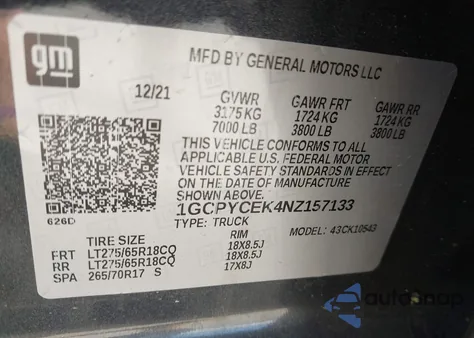 gm
MFD BY GENERAL MOTORS LLC
12/21 GVWR GAWR FRT GAWR RR
3175 KG 1724 KG 1724 KG
7000 LB 3800 LB 3800 LB
THIS VEHICLE CONFORMS TO ALL
APPLICABLE U.S. FEDERAL MOTOR
VEHICLE SAFETY STANDARDS IN
EFFECT ON THE DATE OF MANUFACTURE
SHOWN ABOVE.
1GCPYCEK4NZ157133
626D TYPE: TRUCK 43CK10543
TIRE SIZE RIM
FRT LT275/65R18CQ 18X8.5J
RR LT275/65R18CQ 18X8.5J
SPA 265/70R17 S 17X8J
AutoSnap